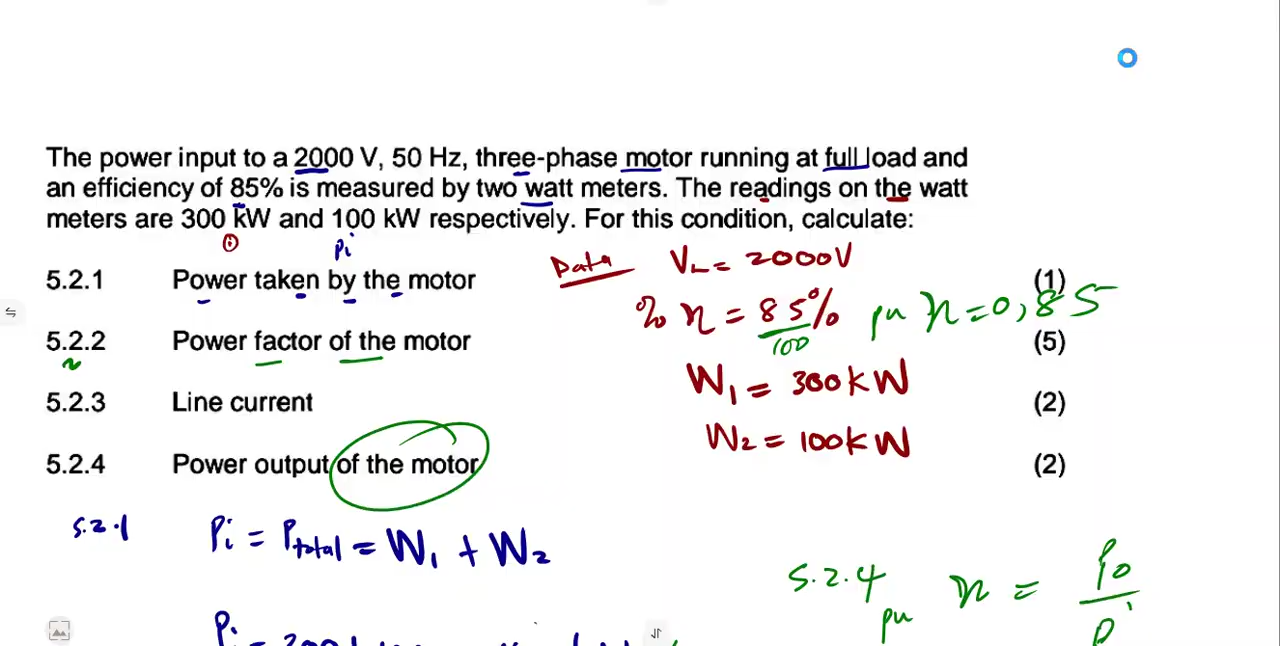 The power input to a 2000 V, 50 Hz, three-phase motor running at full load and
an efficiency of 85% is measured by two watt meters. The readings on the watt
meters are 300 kW and 100 kW respectively. For this condition, calculate:
Pi
5.2.1 Power taken by the motor (1)
Data VL = 2000V
% η = 85%/100 pu η = 0,85
5.2.2 Power factor of the motor (5)
W1 = 300kW
5.2.3 Line current (2)
W2 = 100kW
5.2.4 Power output of the motor (2)
5.2.1 Pi = Ptotal = W1 + W2
5.2.4 pu η = Po/Pi
Pi =